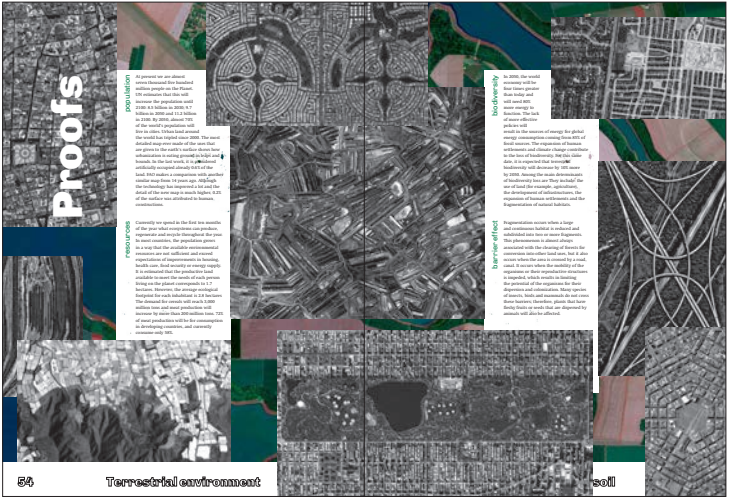 Proofs
population
At present we are almost
seven thousand five hundred
million people on the Planet.
UN estimates that this will
increase the population until
2100: 8.5 billion in 2030; 9.7
billion in 2050 and 11.2 billion
in 2100. By 2050, almost 70%
of the world's population will
live in cities. Urban land around
the world has tripled since 2000. The most
detailed map ever made of the uses that
are given to the earth's surface shows how
urbanization is eating ground in leaps and
bounds. In the last work, it is
artificial occupied already 0.6% of the
land. FAO makes a comparison with another
similar map from 14 years ago. Although
the technology has improved a lot and the
detail of the new map is much higher, 0.2%
of the surface was attributed to human
constructions.
resources
Currently we spend in the first ten months
of the year what ecosystems can produce
regenerate and recycle throughout the year.
In most countries, the population grows
in a way that the available environmental
resources are not sufficient and exceed
expectations of improvements in housing,
health care, food security or energy supply.
It is estimated that the productive land
available to meet the needs of each person
living on the planet corresponds to 1.7
hectares. However, the average ecological
footprint for each inhabitant is 2.8 hectares
The demand for cereals will reach 3,000
million tons and meat production will
increase by more than 200 million tons. 72%
of meat production will be for consumption
in developing countries, and currently
consume only 58%.
biodiversity
In 2050, the world
economy will be
four times greater
than today and
will need 80%
more energy to
function. The lack
of more effective
policies will
result in the sources of energy for global
energy consumption coming from 85% of
fossil sources. The expansion of human
settlements and climate change contribute
to the loss of biodiversity. For this same
date, it is expected that terrestrial
biodiversity will decrease by 10% more
by 2050. Among the main determinants
of biodiversity loss are They include: the
use of land (for example, agriculture),
the development of infrastructures, the
expansion of human settlements and the
fragmentation of natural habitats.
barrier effect
Fragmentation occurs when a large
and continuous habitat is reduced and
subdivided into two or more fragments.
This phenomenon is almost always
associated with the clearing of forests for
conversion into other land uses, but it also
occurs when the area is crossed by a road,
canal. It occurs when the mobility of the
organisms or their reproductive structures
is impeded, which results in limiting
the potential of the organisms for their
dispersion and colonization. Many species
of insects, birds and mammals do not cross
these barriers; therefore, plants that have
fleshy fruits or seeds that are dispersed by
animals will also be affected.
54
Terrestrial environment
soil